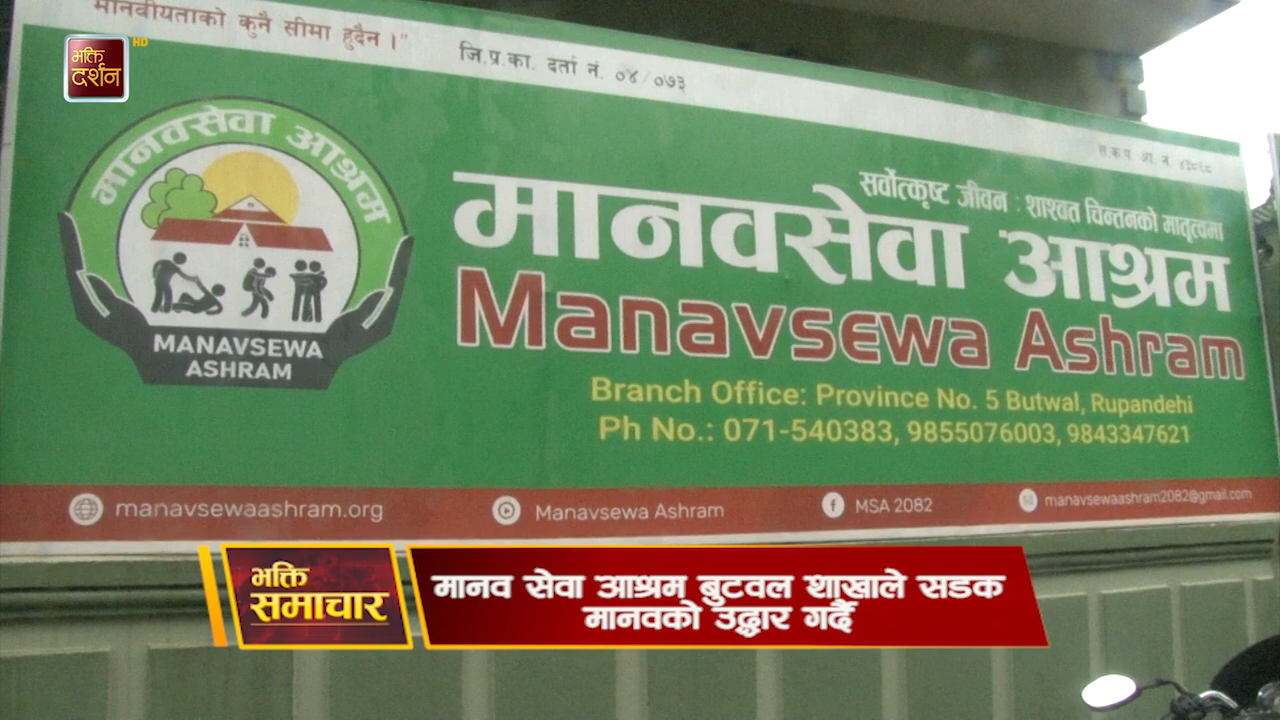 मानवीयताको कुनै सीमा हुदैन ।"
जि.प्र.का. दर्ता नं. ०४/०७३
भक्ति
दर्शन
HD
मानवसेवा आश्रम
MANAVSEWA
ASHRAM
सर्वोत्कृष्ट जीवन : शाश्वत चिन्तनको मातृत्वमा
मानवसेवा आश्रम
Manavsewa Ashram
Branch Office: Province No. 5 Butwal, Rupandehi
Ph No.: 071-540383, 9855076003, 9843347621
manavsewaashram.org
Manavsewa Ashram
MSA 2082
manavsewaashram2082@gmail.com
भक्ति
समाचार
मानव सेवा आश्रम बुटवल शाखाले सडक
मानवको उद्धार गर्दै